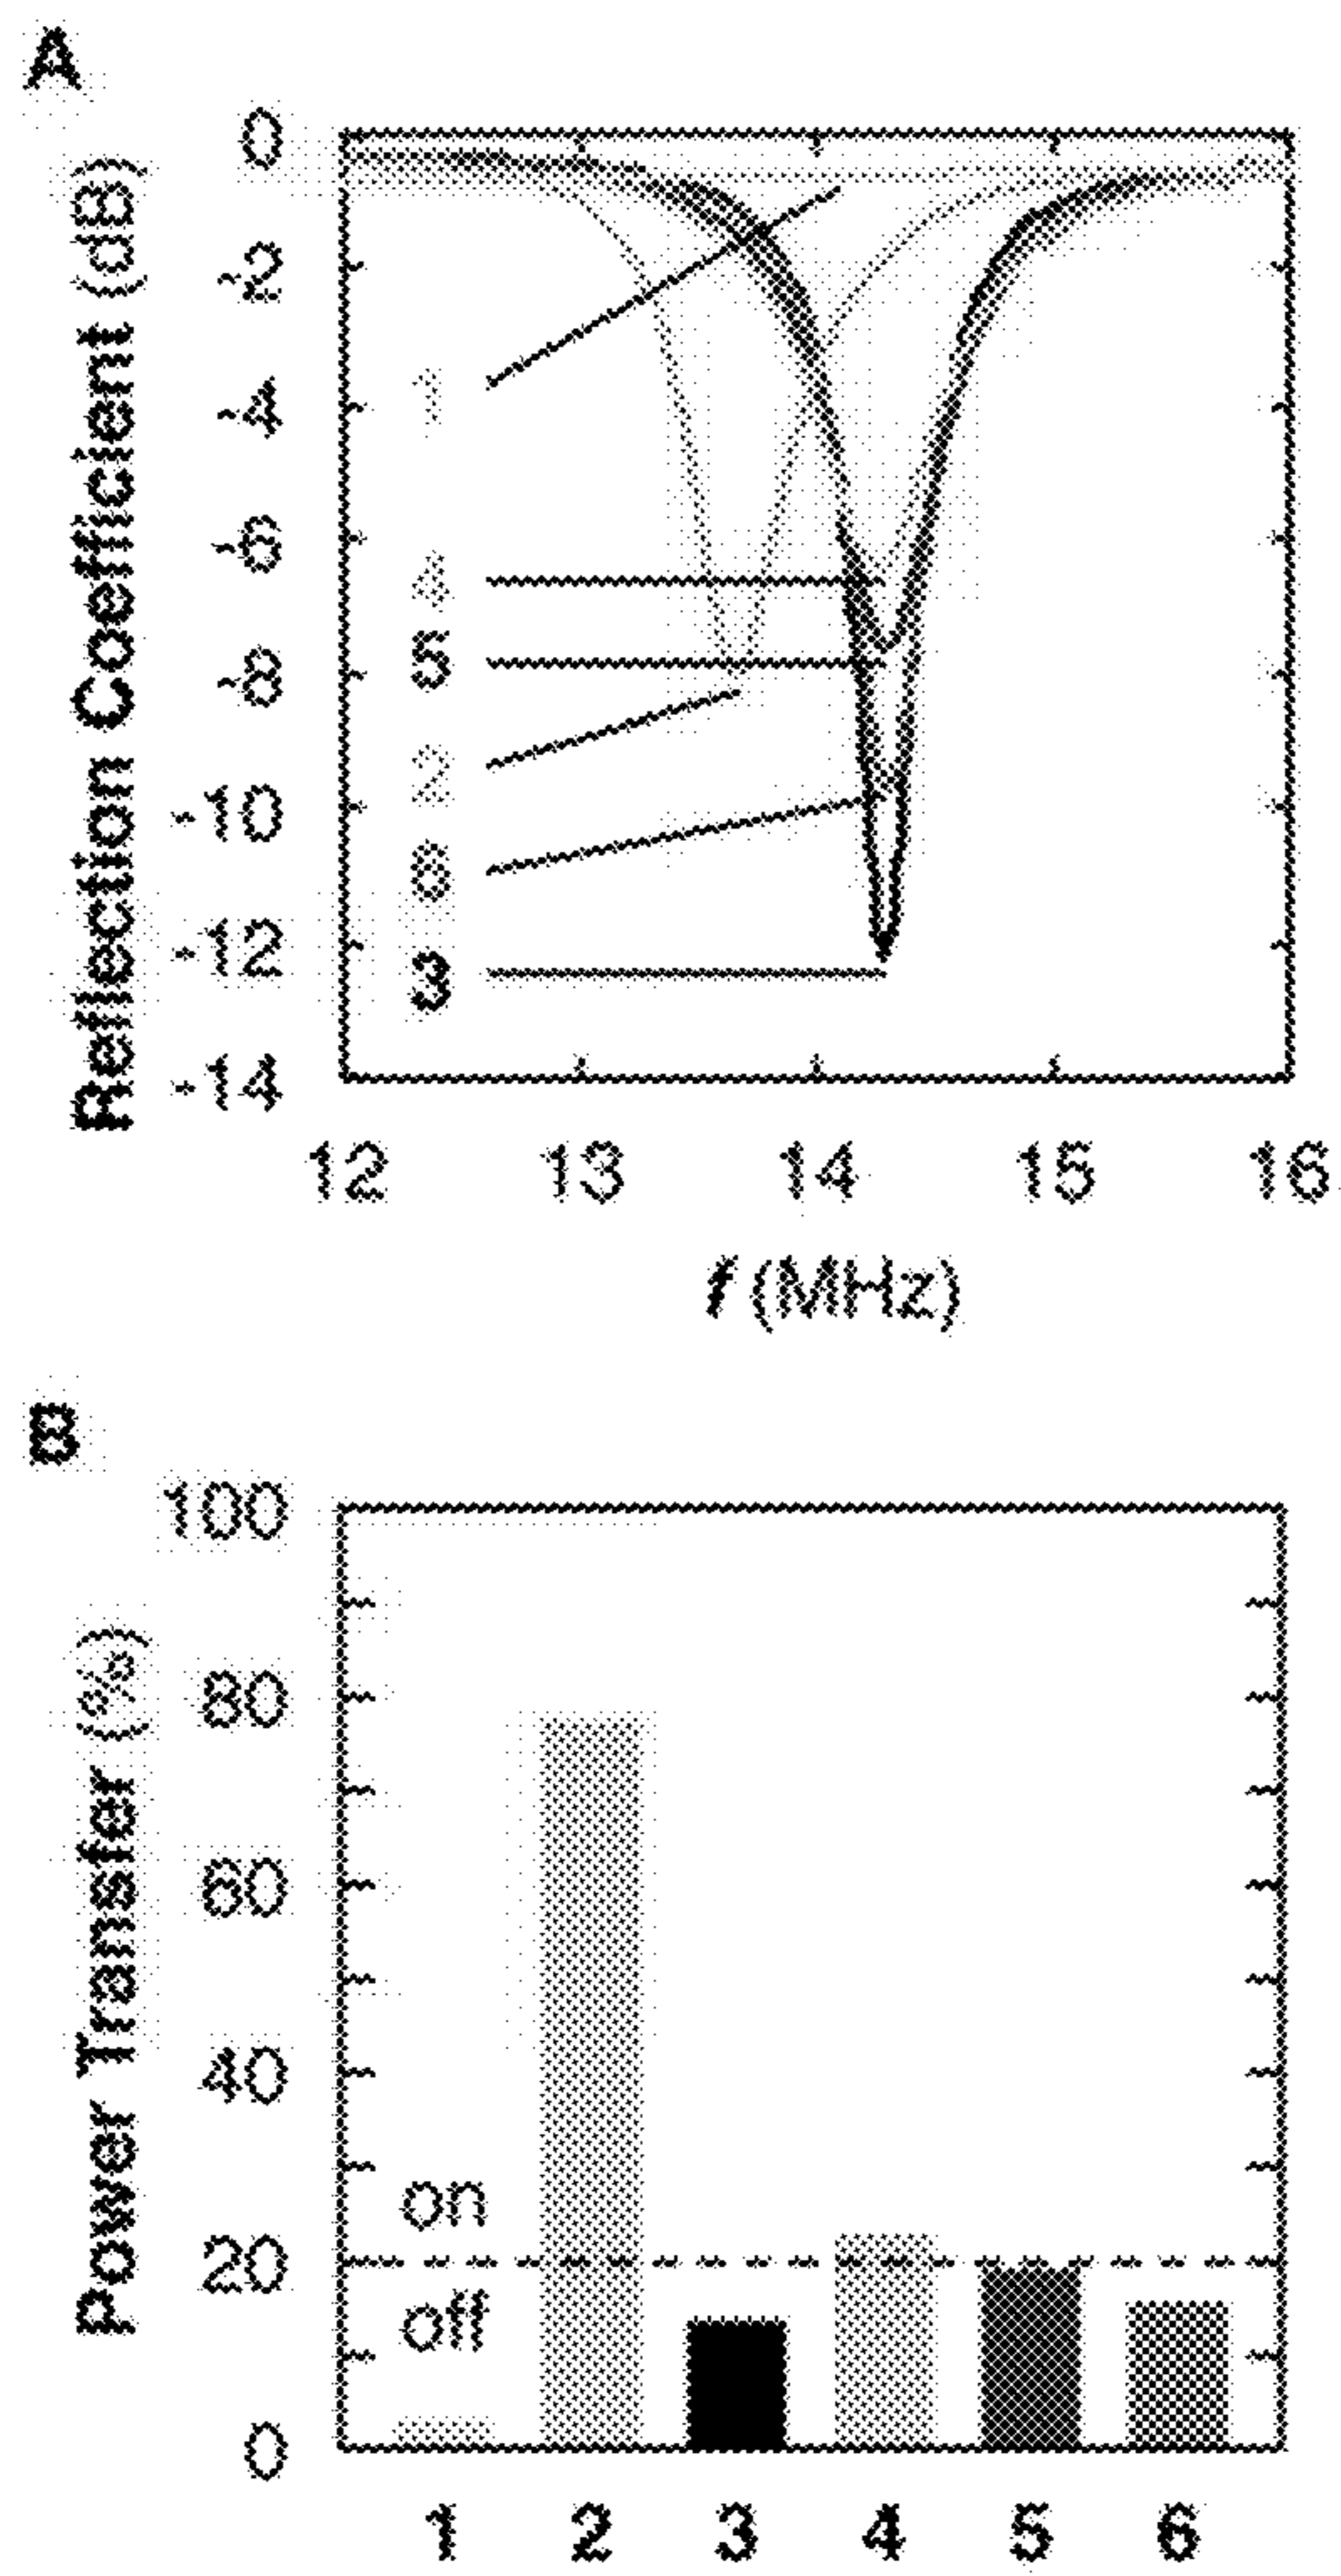 A
Reflection Coefficient (dB)
0
-2
-4
-6
-8
-10
-12
-14
1
4
5
2
6
3
12 13 14 15 16
f (MHz)
B
Power Transfer (%)
100
80
60
40
20
0
on
off
1 2 3 4 5 6